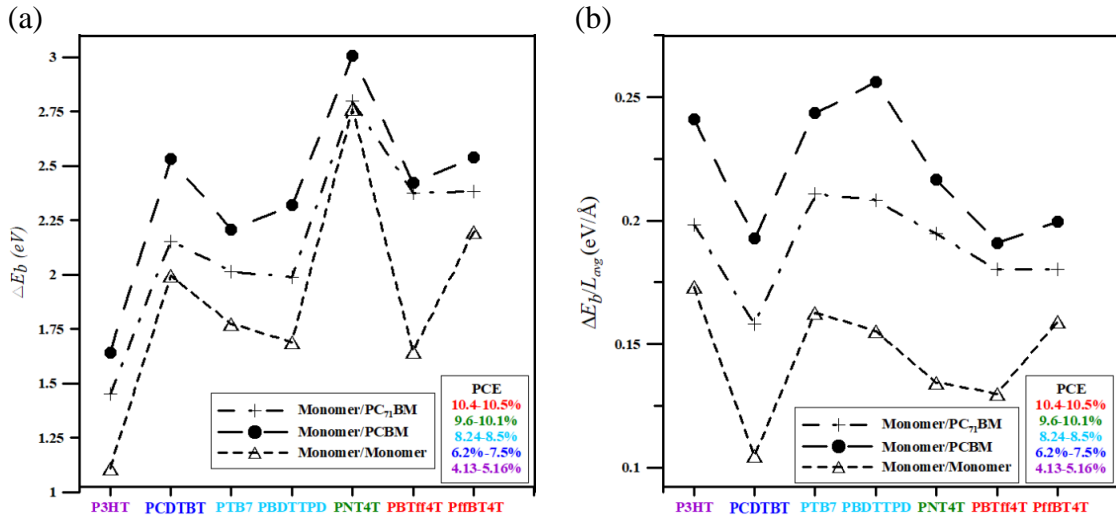 (a)
△E_b (eV)
3
2.75
2.5
2.25
2
1.75
1.5
1.25
1
Monomer/PC₇₁BM
Monomer/PCBM
Monomer/Monomer
PCE
10.4-10.5%
9.6-10.1%
8.24-8.5%
6.2%-7.5%
4.13-5.16%
P3HT PCDTBT PTB7 PBDTTPD PNT4T PBTff4T PffBT4T
(b)
ΔE_b/L_avg (eV/Å)
0.25
0.2
0.15
0.1
Monomer/PC₇₁BM
Monomer/PCBM
Monomer/Monomer
PCE
10.4-10.5%
9.6-10.1%
8.24-8.5%
6.2%-7.5%
4.13-5.16%
P3HT PCDTBT PTB7 PBDTTPD PNT4T PBTff4T PffBT4T